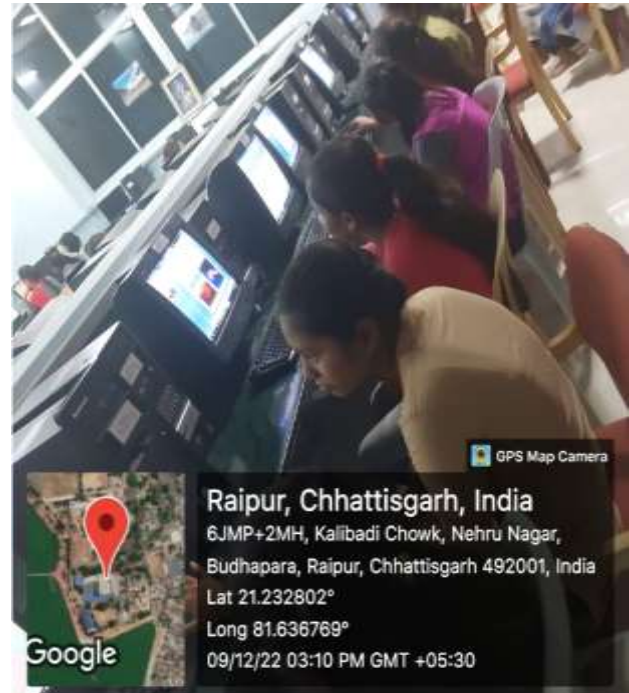 GPS Map Camera
Raipur, Chhattisgarh, India
6JMP+2MH, Kalibadi Chowk, Nehru Nagar,
Budhapara, Raipur, Chhattisgarh 492001, India
Lat 21.232802°
Long 81.636769°
09/12/22 03:10 PM GMT +05:30
Google